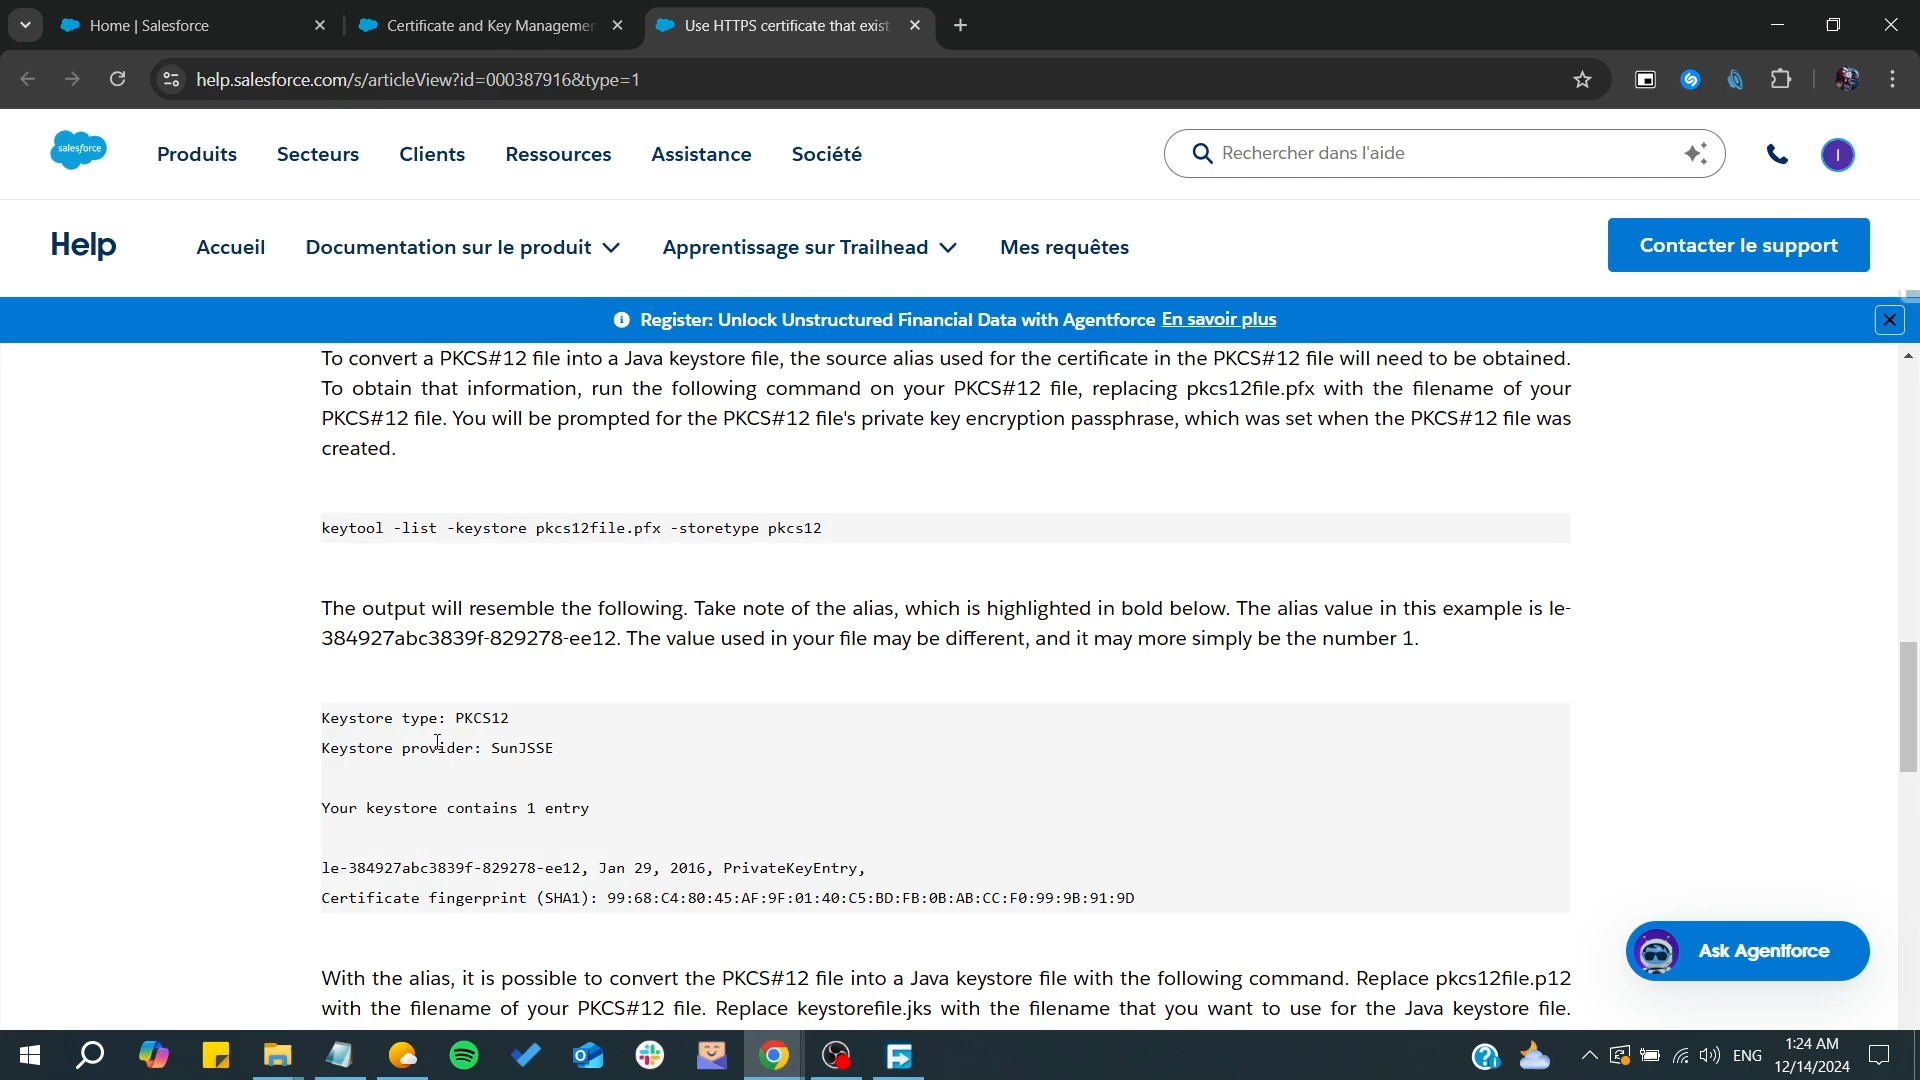 Home | Salesforce
Certificate and Key Managemen
Use HTTPS certificate that exist
help.salesforce.com/s/articleView?id=000387916&type=1
salesforce
Produits
Secteurs
Clients
Ressources
Assistance
Société
Rechercher dans l'aide
I
Help
Accueil
Documentation sur le produit
Apprentissage sur Trailhead
Mes requêtes
Contacter le support
Register: Unlock Unstructured Financial Data with Agentforce En savoir plus
To convert a PKCS#12 file into a Java keystore file, the source alias used for the certificate in the PKCS#12 file will need to be obtained.
To obtain that information, run the following command on your PKCS#12 file, replacing pkcs12file.pfx with the filename of your
PKCS#12 file. You will be prompted for the PKCS#12 file's private key encryption passphrase, which was set when the PKCS#12 file was
created.
keytool -list -keystore pkcs12file.pfx -storetype pkcs12
The output will resemble the following. Take note of the alias, which is highlighted in bold below. The alias value in this example is le-
384927abc3839f-829278-ee12. The value used in your file may be different, and it may more simply be the number 1.
Keystore type: PKCS12
Keystore provider: SunJSSE
Your keystore contains 1 entry
le-384927abc3839f-829278-ee12, Jan 29, 2016, PrivateKeyEntry,
Certificate fingerprint (SHA1): 99:68:C4:80:45:AF:9F:01:40:C5:BD:FB:0B:AB:CC:F0:99:9B:91:9D
With the alias, it is possible to convert the PKCS#12 file into a Java keystore file with the following command. Replace pkcs12file.p12
with the filename of your PKCS#12 file. Replace keystorefile.jks with the filename that you want to use for the Java keystore file.
Ask Agentforce
ENG
1:24 AM
12/14/2024